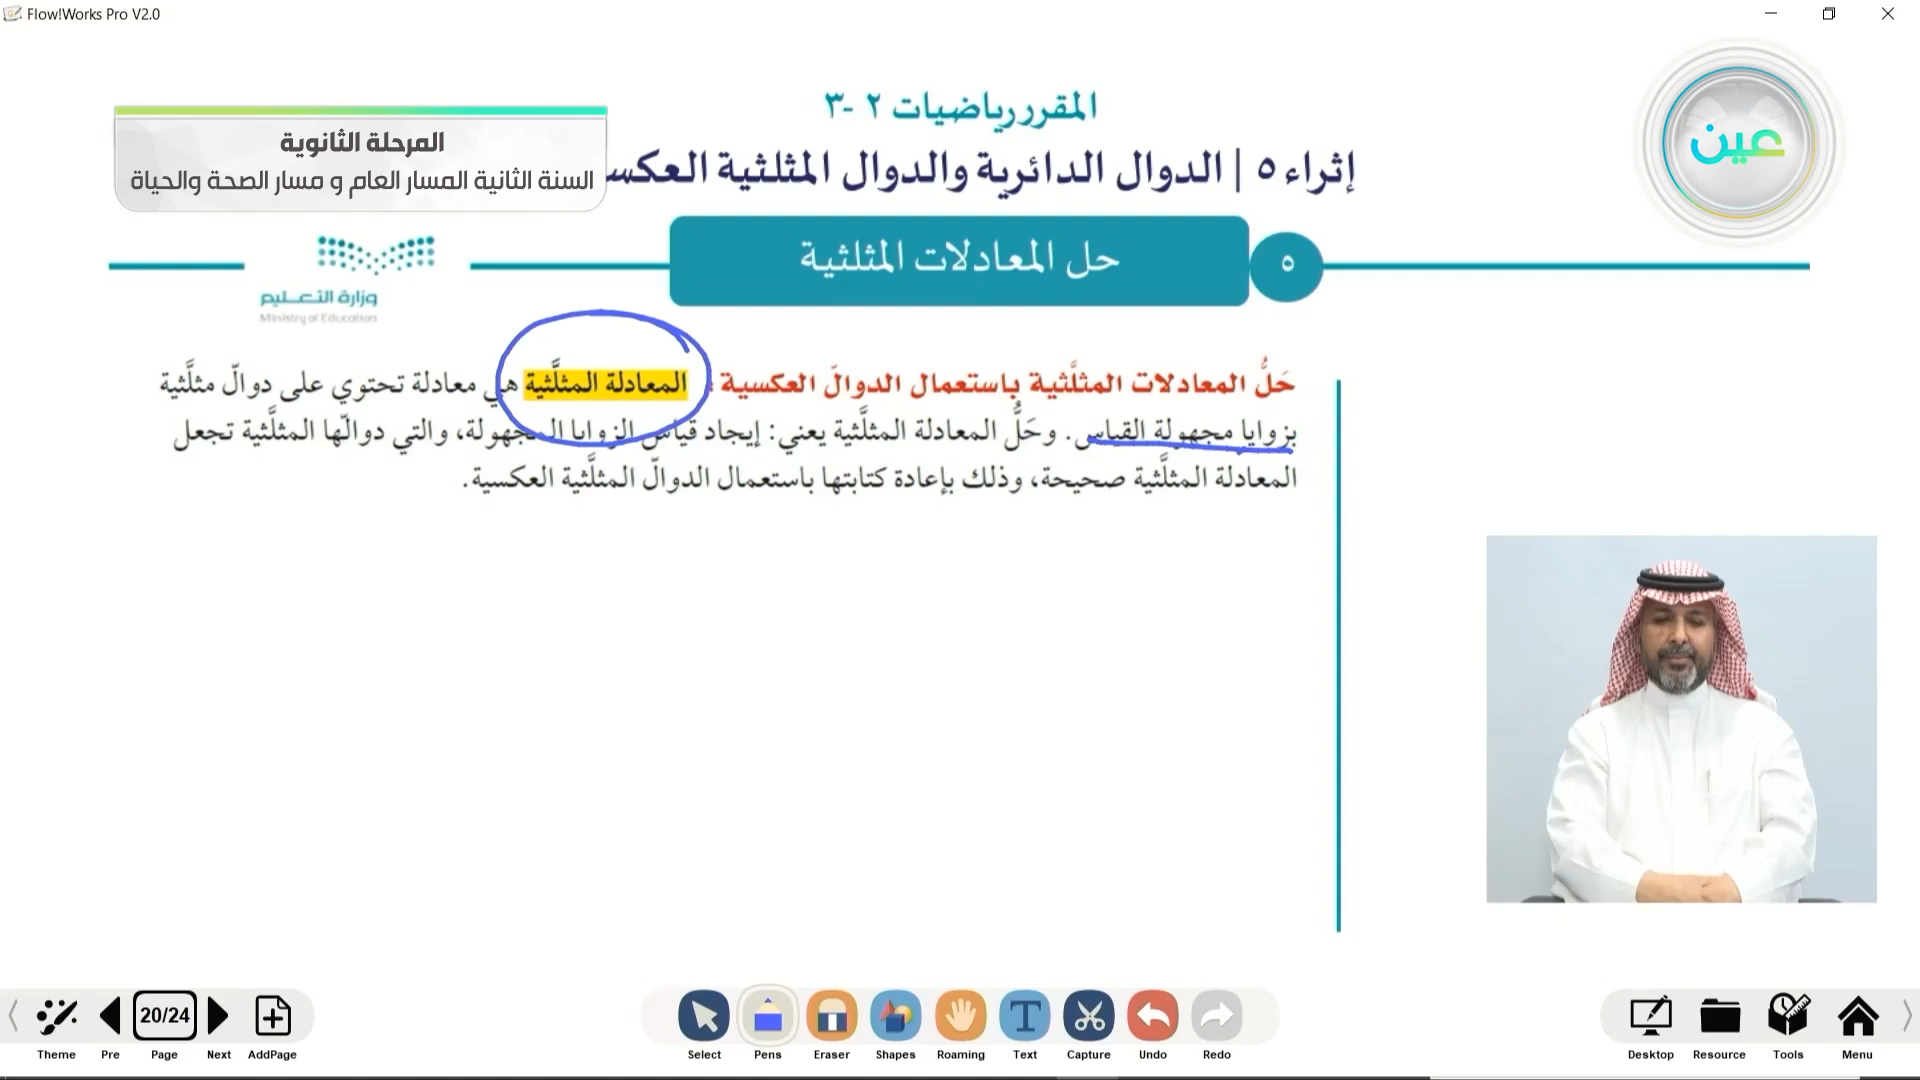 Flow!Works Pro V2.0
المقرر رياضيات ٢ -٣
إثراء ٥ | الدوال الدائرية والدوال المثلثية العكس
المرحلة الثانوية
السنة الثانية المسار العام و مسار الصحة والحياة
عين
٥
حل المعادلات المثلثية
وزارة التعـــليم
Ministry of Education
حَلُّ المعادلات المثلَّثية باستعمال الدوالّ العكسية : المعادلة المثلَّثية هي معادلة تحتوي على دوالّ مثلَّثية
بزوايا مجهولة القياس. وحَلُّ المعادلة المثلَّثية يعني: إيجاد قياس الزوايا المجهولة، والتي دوالّها المثلَّثية تجعل
المعادلة المثلَّثية صحيحة، وذلك بإعادة كتابتها باستعمال الدوالّ المثلَّثية العكسية.
20/24
Theme Pre Page Next AddPage
Select Pens Eraser Shapes Roaming Text Capture Undo Redo
Desktop Resource Tools Menu